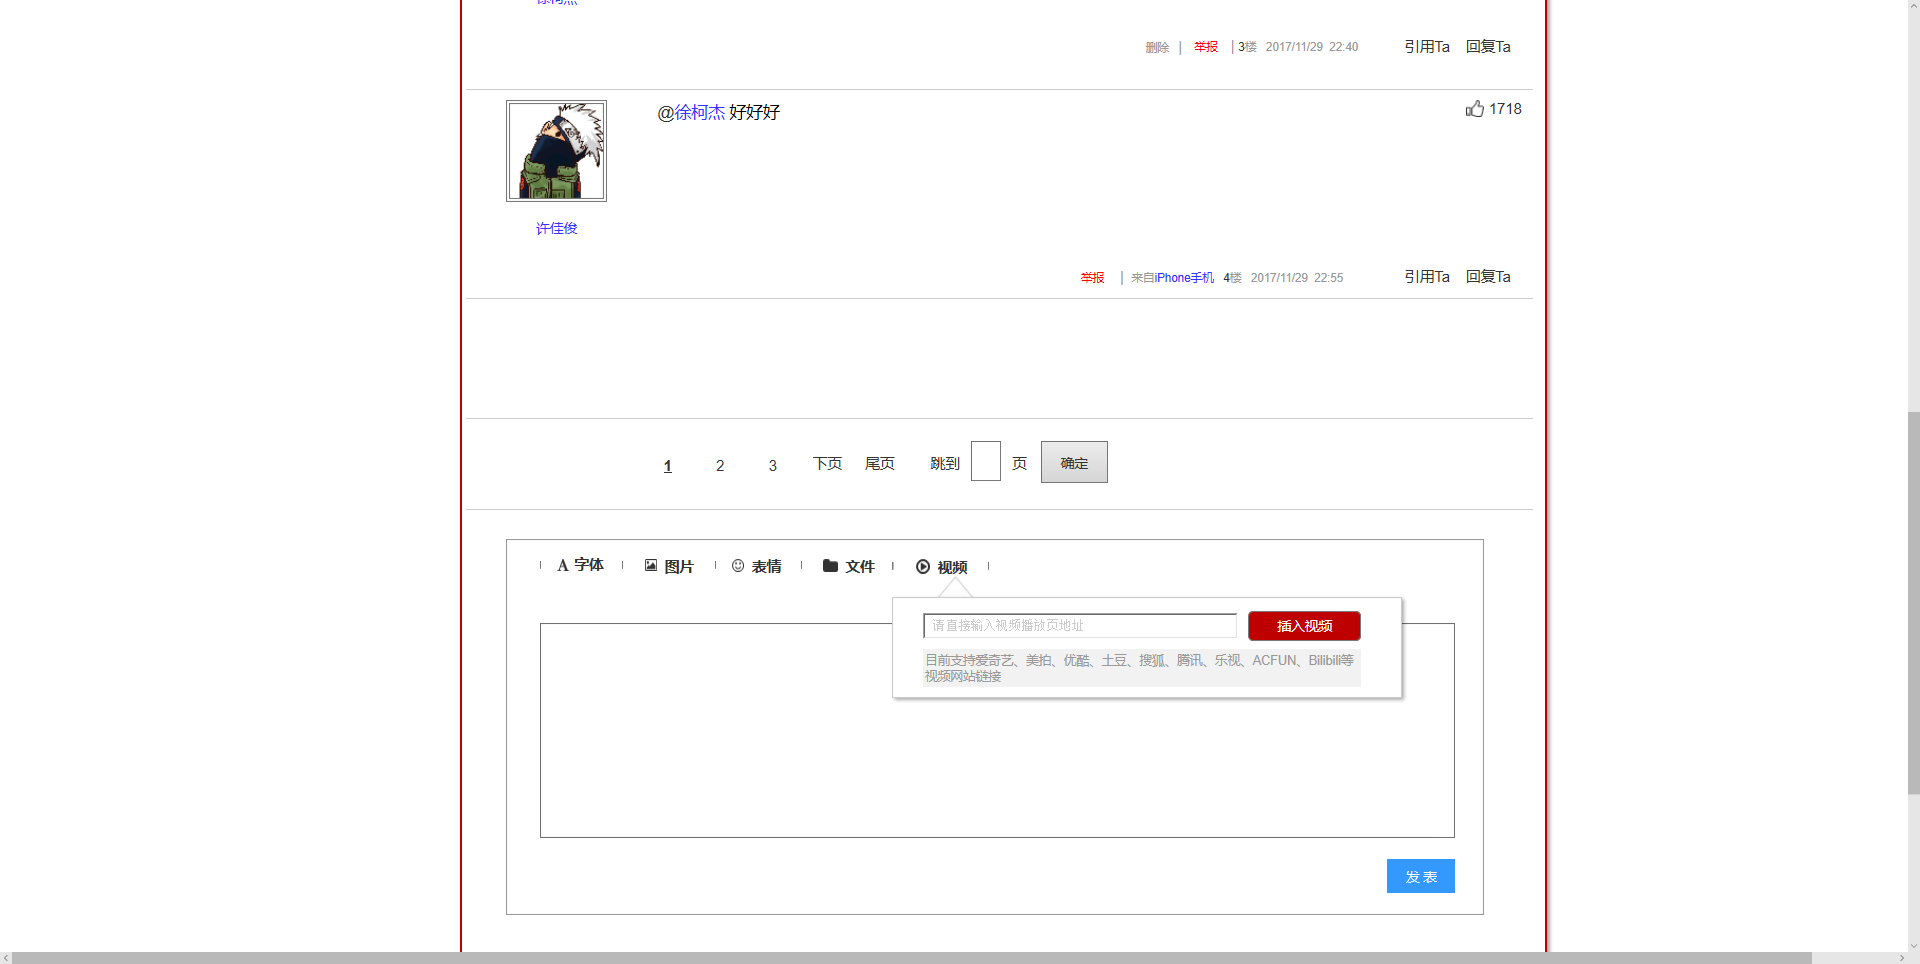 删除 | 举报 | 3楼 2017/11/29 22:40 引用Ta 回复Ta
@徐柯杰 好好好
1718
许佳俊
举报 | 来自iPhone手机 4楼 2017/11/29 22:55 引用Ta 回复Ta
1 2 3 下页 尾页 跳到 页 确定
A 字体 图片 表情 文件 视频
请直接输入视频播放页地址 插入视频
目前支持爱奇艺、美拍、优酷、土豆、搜狐、腾讯、乐视、ACFUN、Bilibili等
视频网站链接
发表